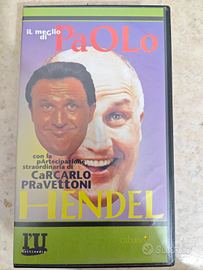 iL meGlio
di
PaOLo
con la
pArtecipazione
straordinaria di
CaRCARLO
PRaVeTTONI
HENDEL